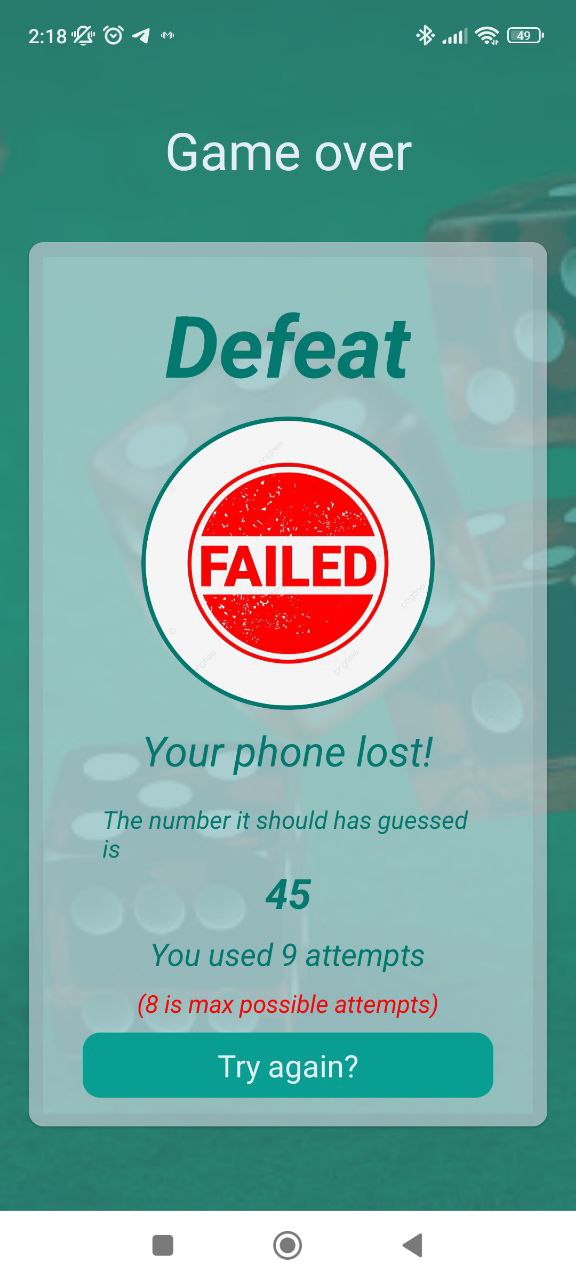 2:18
49
Game over
Defeat
FAILED
Your phone lost!
The number it should has guessed
is
45
You used 9 attempts
(8 is max possible attempts)
Try again?